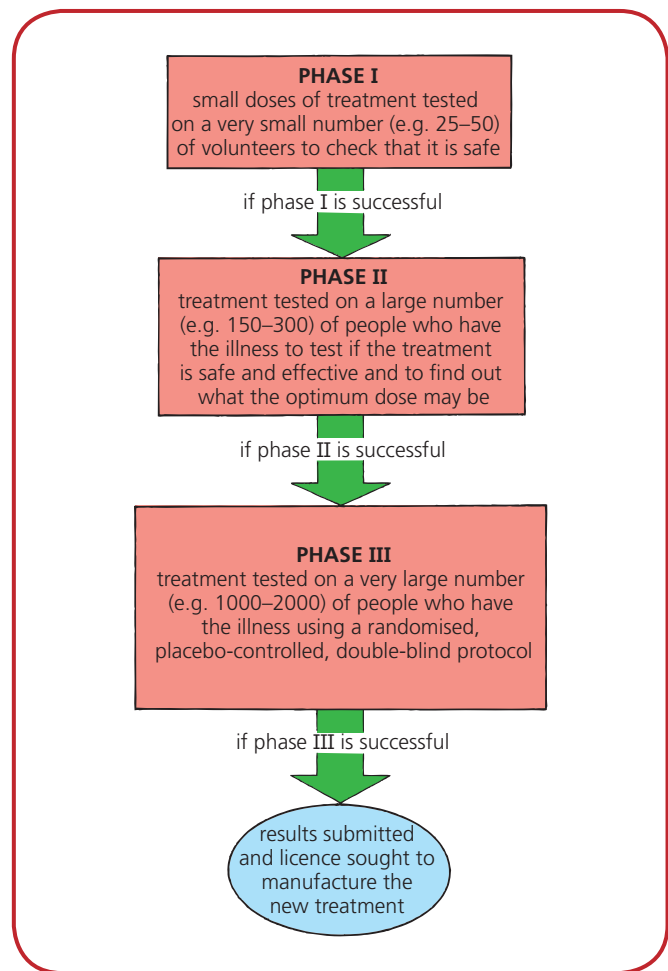 PHASE I
small doses of treatment tested
on a very small number (e.g. 25–50)
of volunteers to check that it is safe
if phase I is successful
PHASE II
treatment tested on a large number
(e.g. 150–300) of people who have
the illness to test if the treatment
is safe and effective and to find out
what the optimum dose may be
if phase II is successful
PHASE III
treatment tested on a very large number
(e.g. 1000–2000) of people who have
the illness using a randomised,
placebo-controlled, double-blind protocol
if phase III is successful
results submitted
and licence sought to
manufacture the
new treatment